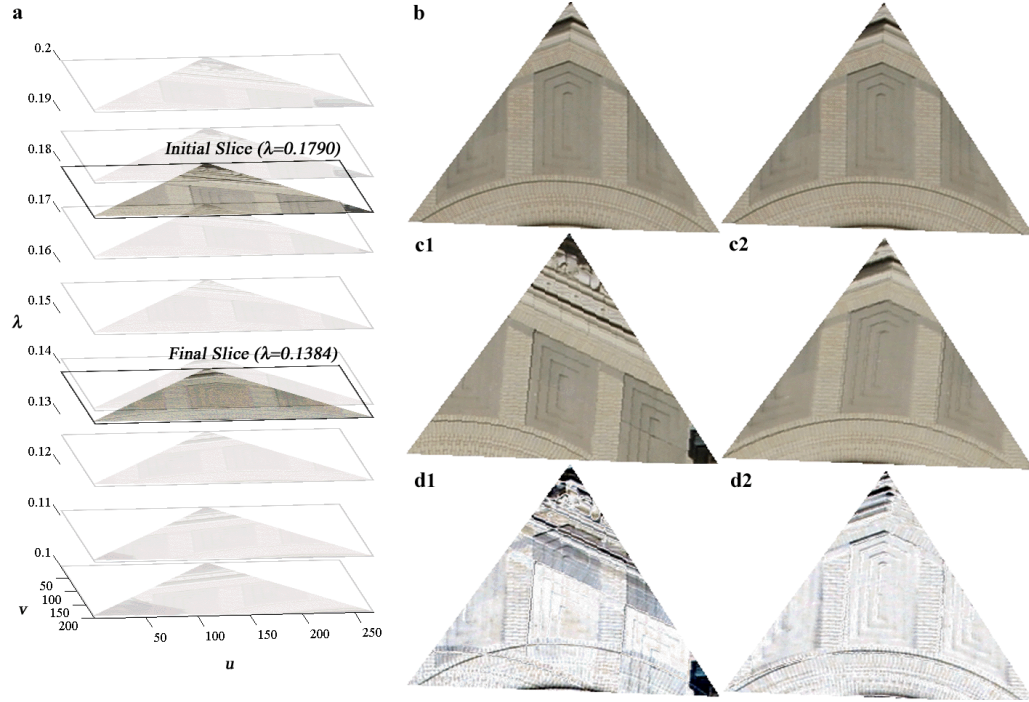 a
0.2
0.19
0.18
Initial Slice (λ=0.1790)
0.17
0.16
0.15
λ
Final Slice (λ=0.1384)
0.14
0.13
0.12
0.11
0.1
50
100
150
200
v
50
100
150
200
250
u
b
c1
c2
d1
d2